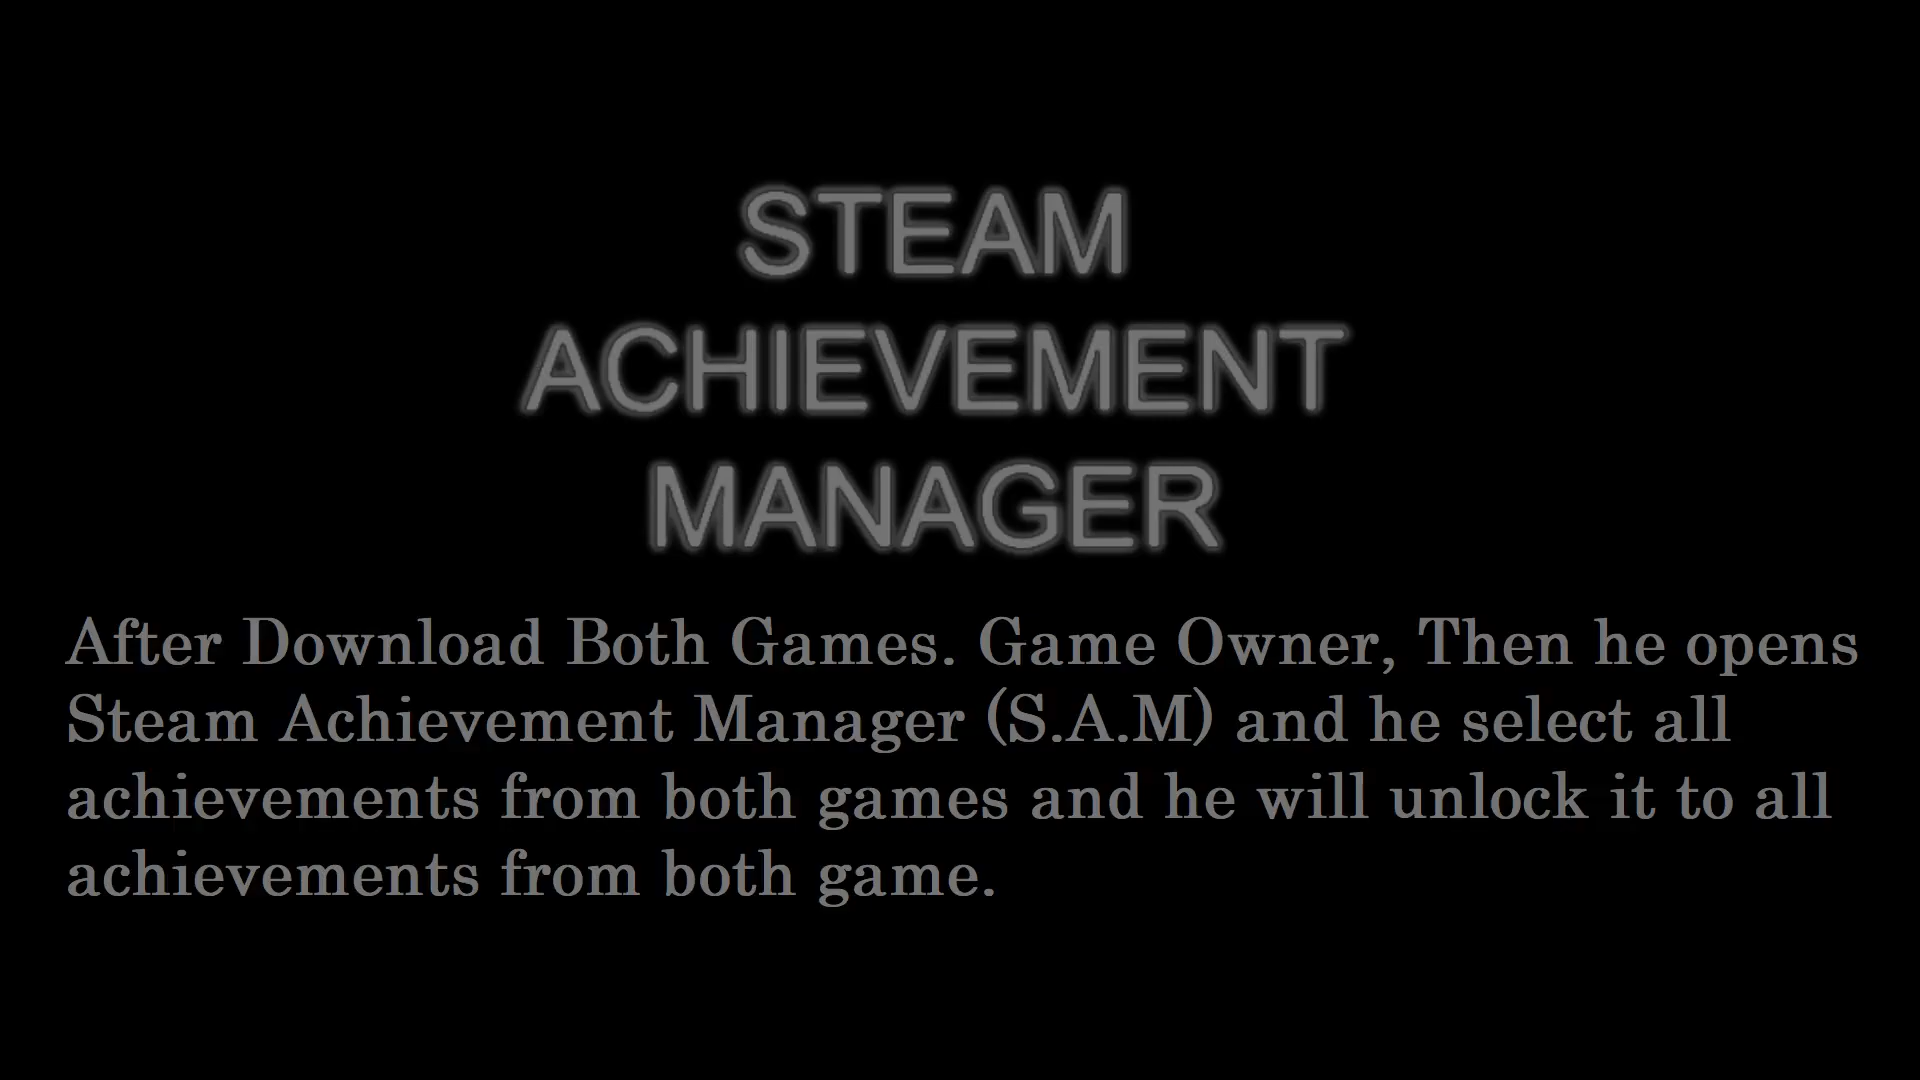 STEAM
ACHIEVEMENT
MANAGER
After Download Both Games. Game Owner, Then he opens
Steam Achievement Manager (S.A.M) and he select all
achievements from both games and he will unlock it to all
achievements from both game.